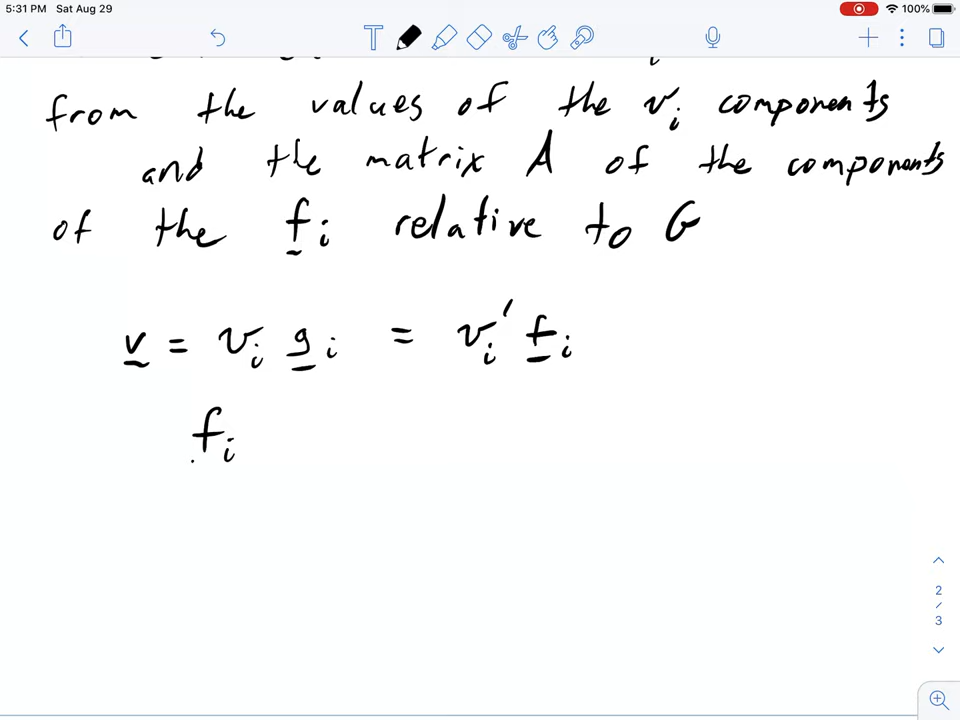 5:31 PM Sat Aug 29 100%
from the values of the vᵢ components
and the matrix A of the components
of the fᵢ relative to G
v = vᵢ gᵢ = vᵢ′ fᵢ
fᵢ
2
/
3